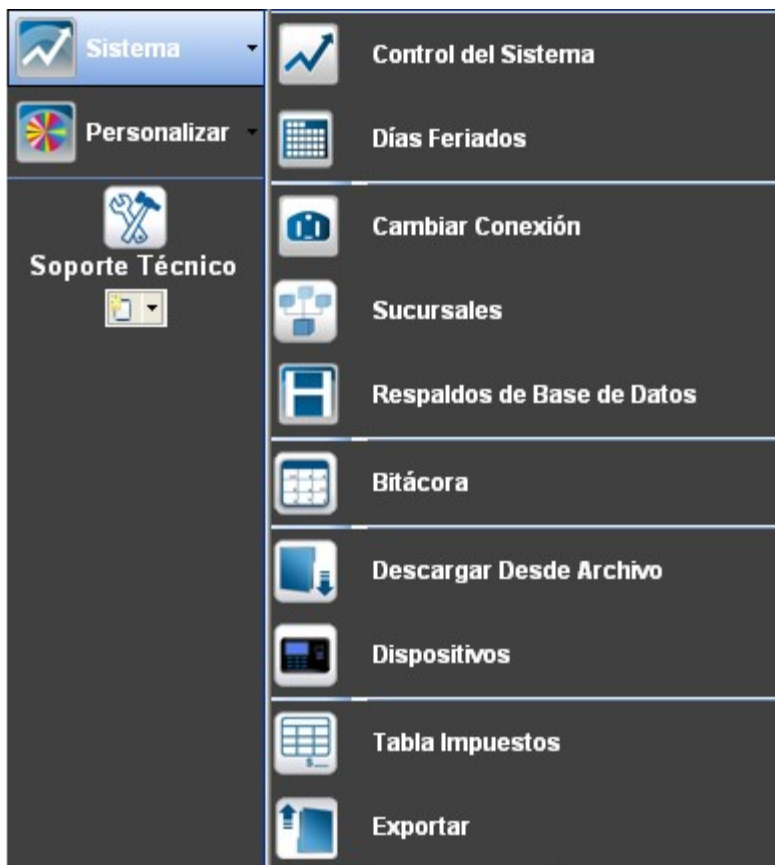 Sistema
Personalizar
Soporte Técnico
Control del Sistema
Días Feriados
Cambiar Conexión
Sucursales
Respaldos de Base de Datos
Bitácora
Descargar Desde Archivo
Dispositivos
Tabla Impuestos
Exportar